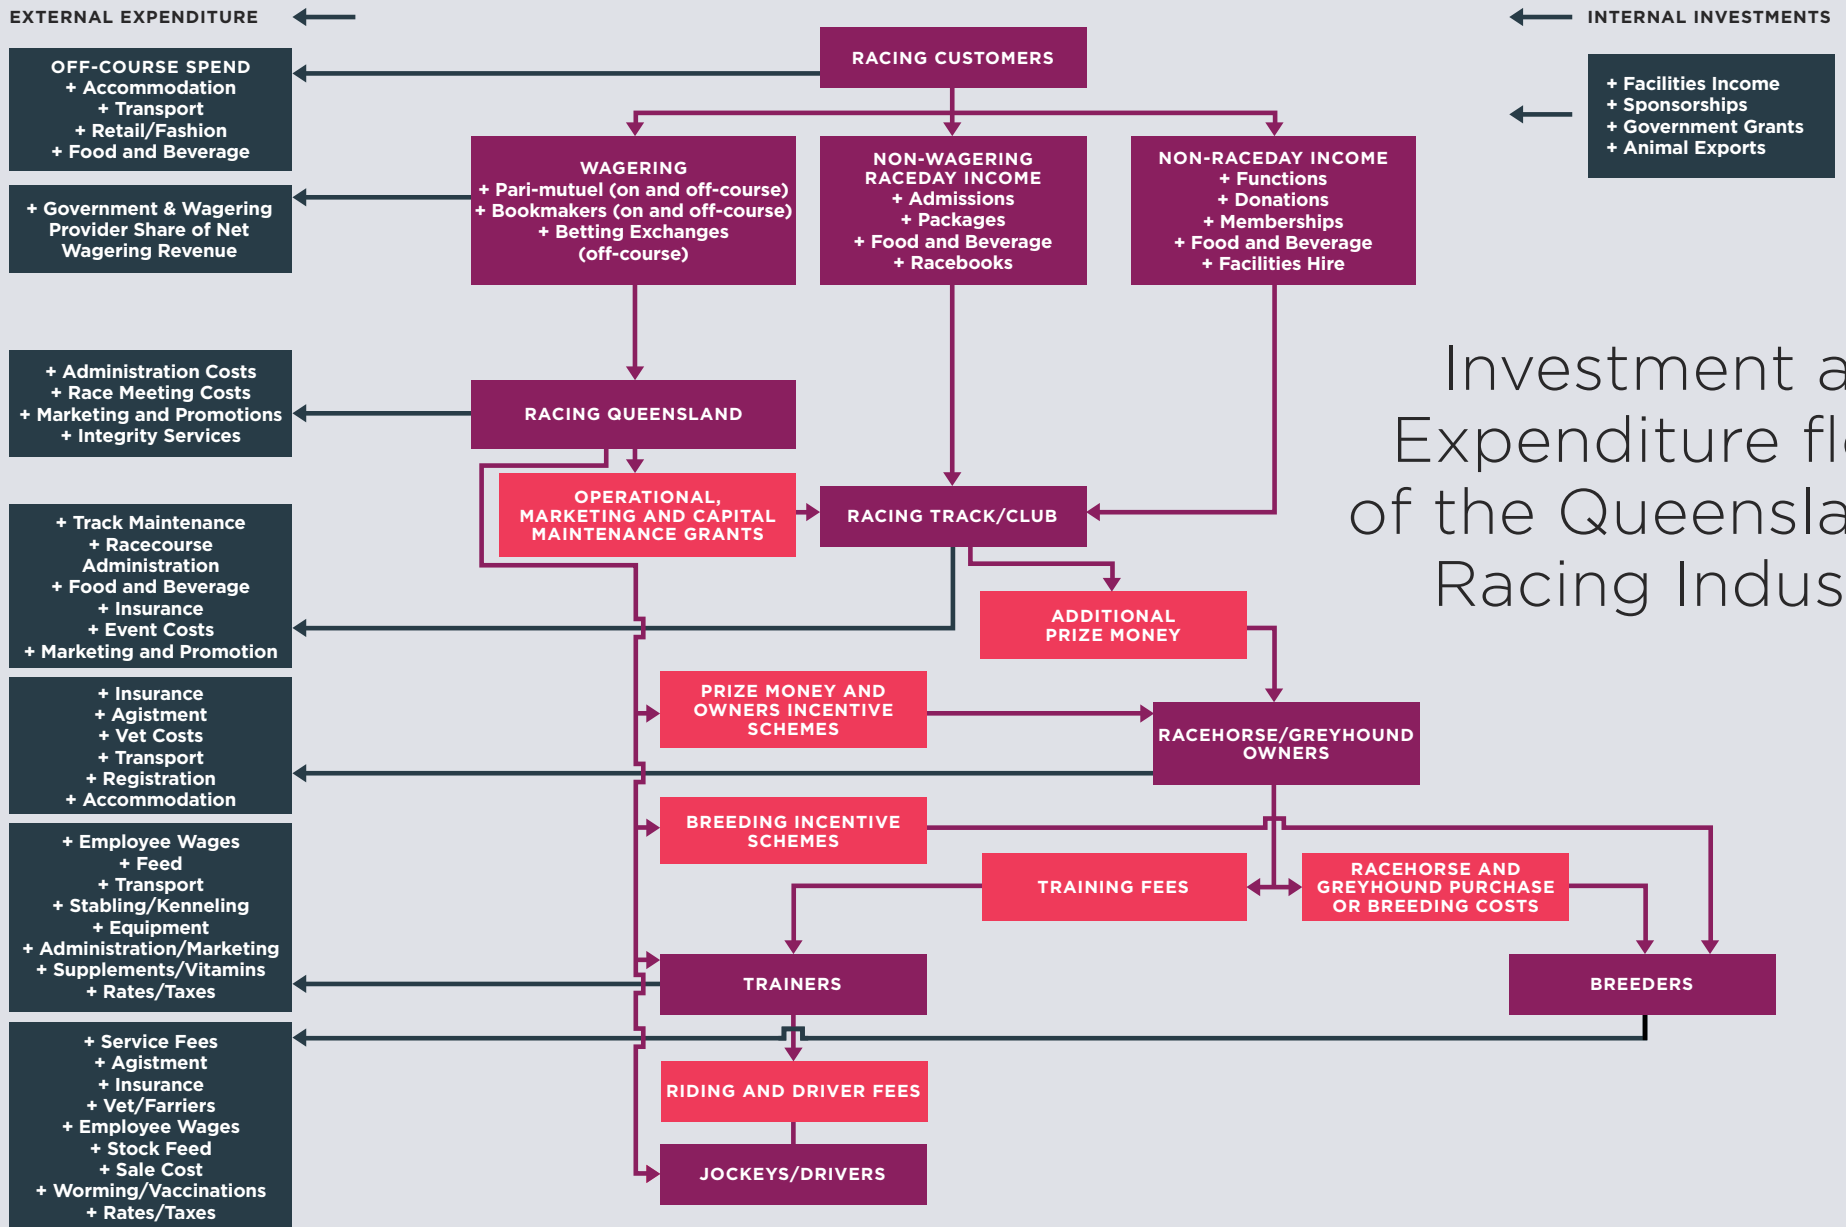 EXTERNAL EXPENDITURE
INTERNAL INVESTMENTS
OFF-COURSE SPEND
+ Accommodation
+ Transport
+ Retail/Fashion
+ Food and Beverage
RACING CUSTOMERS
+ Facilities Income
+ Sponsorships
+ Government Grants
+ Animal Exports
+ Government & Wagering
Provider Share of Net
Wagering Revenue
WAGERING
+ Pari-mutuel (on and off-course)
+ Bookmakers (on and off-course)
+ Betting Exchanges
(off-course)
NON-WAGERING
RACEDAY INCOME
+ Admissions
+ Packages
+ Food and Beverage
+ Racebooks
NON-RACEDAY INCOME
+ Functions
+ Donations
+ Memberships
+ Food and Beverage
+ Facilities Hire
Investment a
Expenditure flo
of the Queensla
Racing Indus
+ Administration Costs
+ Race Meeting Costs
+ Marketing and Promotions
+ Integrity Services
RACING QUEENSLAND
OPERATIONAL,
MARKETING AND CAPITAL
MAINTENANCE GRANTS
RACING TRACK/CLUB
+ Track Maintenance
+ Racecourse
Administration
+ Food and Beverage
+ Insurance
+ Event Costs
+ Marketing and Promotion
ADDITIONAL
PRIZE MONEY
+ Insurance
+ Agistment
+ Vet Costs
+ Transport
+ Registration
+ Accommodation
PRIZE MONEY AND
OWNERS INCENTIVE
SCHEMES
RACEHORSE/GREYHOUND
OWNERS
BREEDING INCENTIVE
SCHEMES
TRAINING FEES
RACEHORSE AND
GREYHOUND PURCHASE
OR BREEDING COSTS
+ Employee Wages
+ Feed
+ Transport
+ Stabling/Kenneling
+ Equipment
+ Administration/Marketing
+ Supplements/Vitamins
+ Rates/Taxes
TRAINERS
BREEDERS
+ Service Fees
+ Agistment
+ Insurance
+ Vet/Farriers
+ Employee Wages
+ Stock Feed
+ Sale Cost
+ Worming/Vaccinations
+ Rates/Taxes
RIDING AND DRIVER FEES
JOCKEYS/DRIVERS